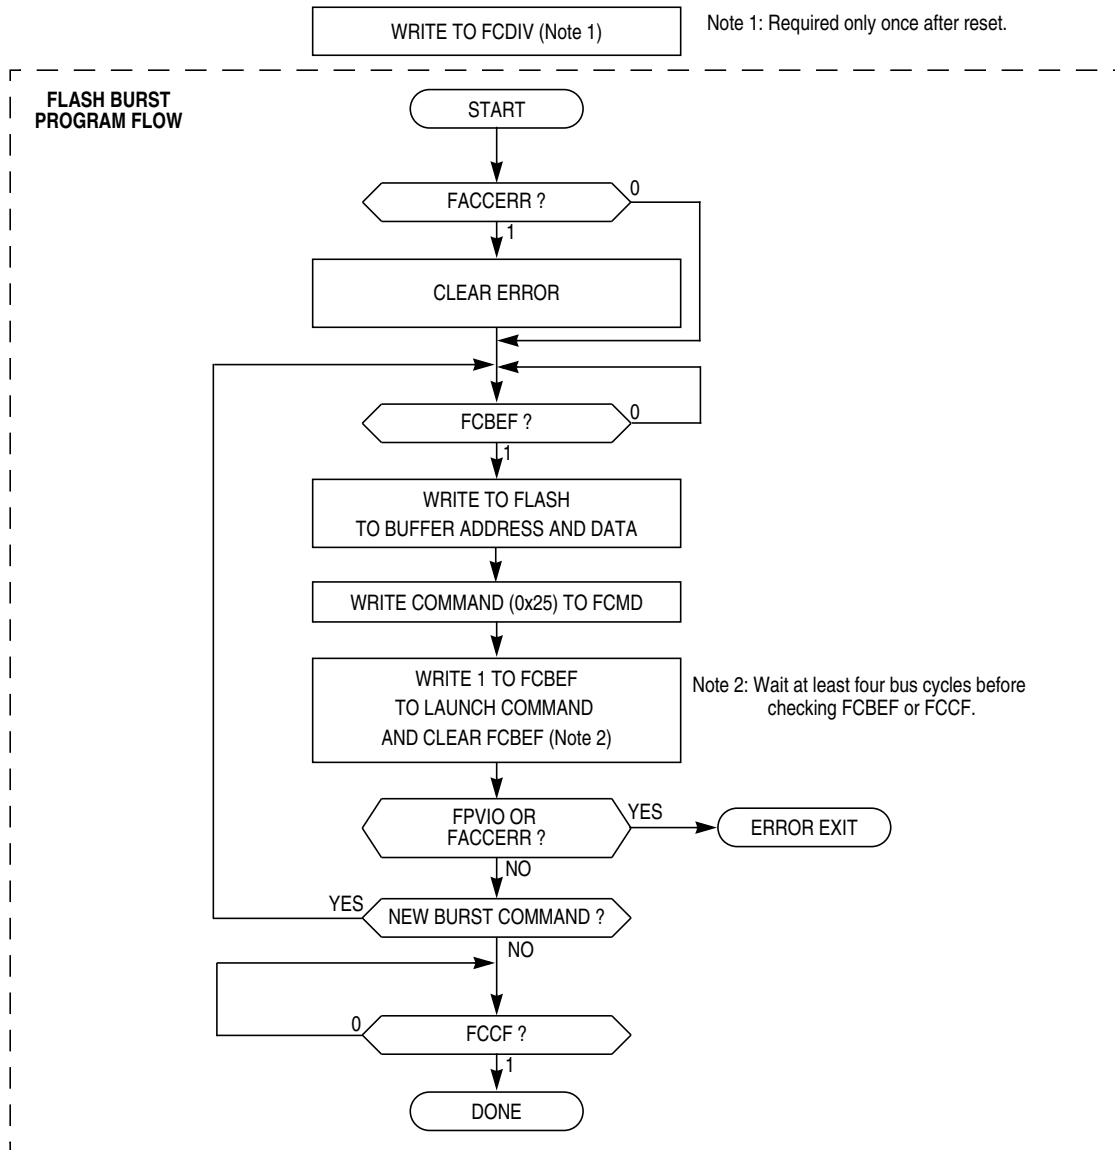 WRITE TO FCDIV (Note 1)
Note 1: Required only once after reset.
FLASH BURST
PROGRAM FLOW
START
FACCERR ?
0
1
CLEAR ERROR
FCBEF ?
0
1
WRITE TO FLASH
TO BUFFER ADDRESS AND DATA
WRITE COMMAND (0x25) TO FCMD
WRITE 1 TO FCBEF
TO LAUNCH COMMAND
AND CLEAR FCBEF (Note 2)
Note 2: Wait at least four bus cycles before
checking FCBEF or FCCF.
FPVIO OR
FACCERR ?
YES
ERROR EXIT
NO
YES
NEW BURST COMMAND ?
NO
0
FCCF ?
1
DONE